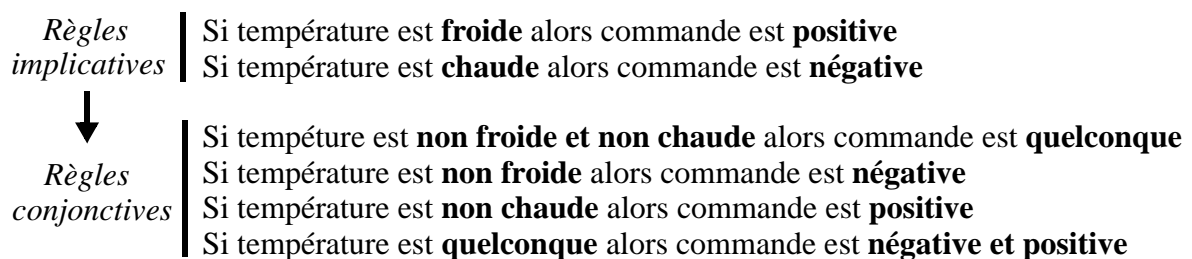 Règles
implicatives
Si température est froide alors commande est positive
Si température est chaude alors commande est négative
Règles
conjonctives
Si tempéture est non froide et non chaude alors commande est quelconque
Si température est non froide alors commande est négative
Si température est non chaude alors commande est positive
Si température est quelconque alors commande est négative et positive